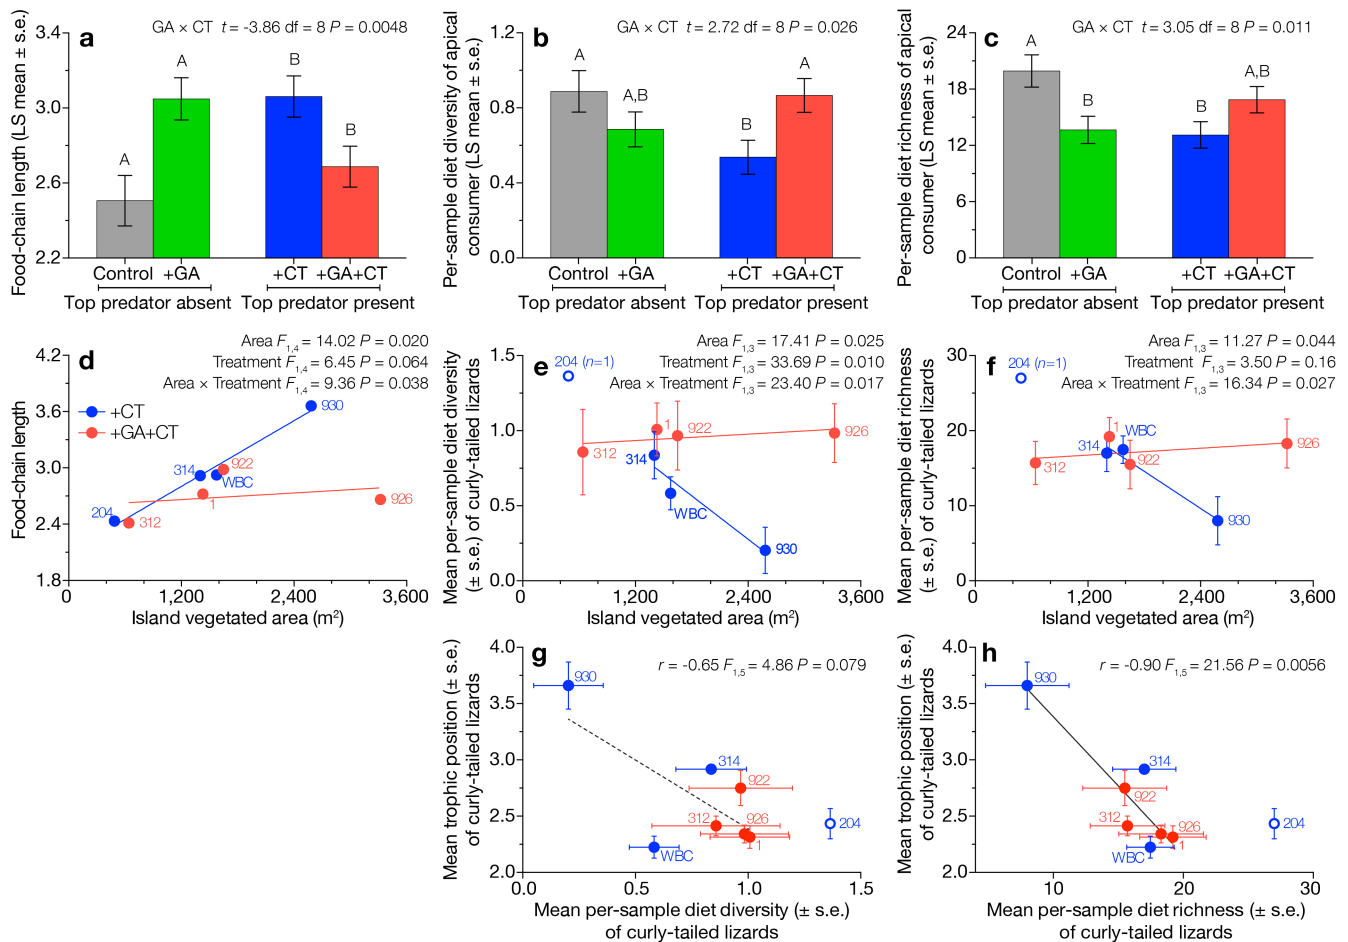 a
GA × CT t = -3.86 df = 8 P = 0.0048
Food-chain length (LS mean ± s.e.)
3.4
3.0
2.6
2.2
A
A
B
B
Control
+GA
+CT
+GA+CT
Top predator absent
Top predator present
b
GA × CT t = 2.72 df = 8 P = 0.026
Per-sample diet diversity of apical
consumer (LS mean ± s.e.)
1.2
0.8
0.4
0.0
A
A,B
B
A
Control
+GA
+CT
+GA+CT
Top predator absent
Top predator present
c
GA × CT t = 3.05 df = 8 P = 0.011
Per-sample diet richness of apical
consumer (LS mean ± s.e.)
24
18
12
6
0
A
B
B
A,B
Control
+GA
+CT
+GA+CT
Top predator absent
Top predator present
d
Area F1,4 = 14.02 P = 0.020
Treatment F1,4 = 6.45 P = 0.064
Area × Treatment F1,4 = 9.36 P = 0.038
Food-chain length
4.2
3.6
3.0
2.4
1.8
+CT
+GA+CT
930
314
922
WBC
1
926
204
312
0
1,200
2,400
3,600
Island vegetated area (m2)
e
Area F1,3 = 17.41 P = 0.025
Treatment F1,3 = 33.69 P = 0.010
Area × Treatment F1,3 = 23.40 P = 0.017
Mean per-sample diet diversity
(± s.e.) of curly-tailed lizards
1.5
1.0
0.5
0.0
204 (n=1)
1
922
926
312
314
WBC
930
0
1,200
2,400
3,600
Island vegetated area (m2)
f
Area F1,3 = 11.27 P = 0.044
Treatment F1,3 = 3.50 P = 0.16
Area × Treatment F1,3 = 16.34 P = 0.027
Mean per-sample diet richness
(± s.e.) of curly-tailed lizards
30
20
10
0
204 (n=1)
1
WBC
314
922
926
312
930
0
1,200
2,400
3,600
Island vegetated area (m2)
g
r = -0.65 F1,5 = 4.86 P = 0.079
Mean trophic position (± s.e.)
of curly-tailed lizards
4.0
3.5
3.0
2.5
2.0
930
314
922
312
926
204
1
WBC
0.0
0.5
1.0
1.5
Mean per-sample diet diversity (± s.e.)
of curly-tailed lizards
h
r = -0.90 F1,5 = 21.56 P = 0.0056
Mean trophic position (± s.e.)
of curly-tailed lizards
4.0
3.5
3.0
2.5
2.0
930
314
922
312
926
204
1
WBC
10
20
30
Mean per-sample diet richness (± s.e.)
of curly-tailed lizards